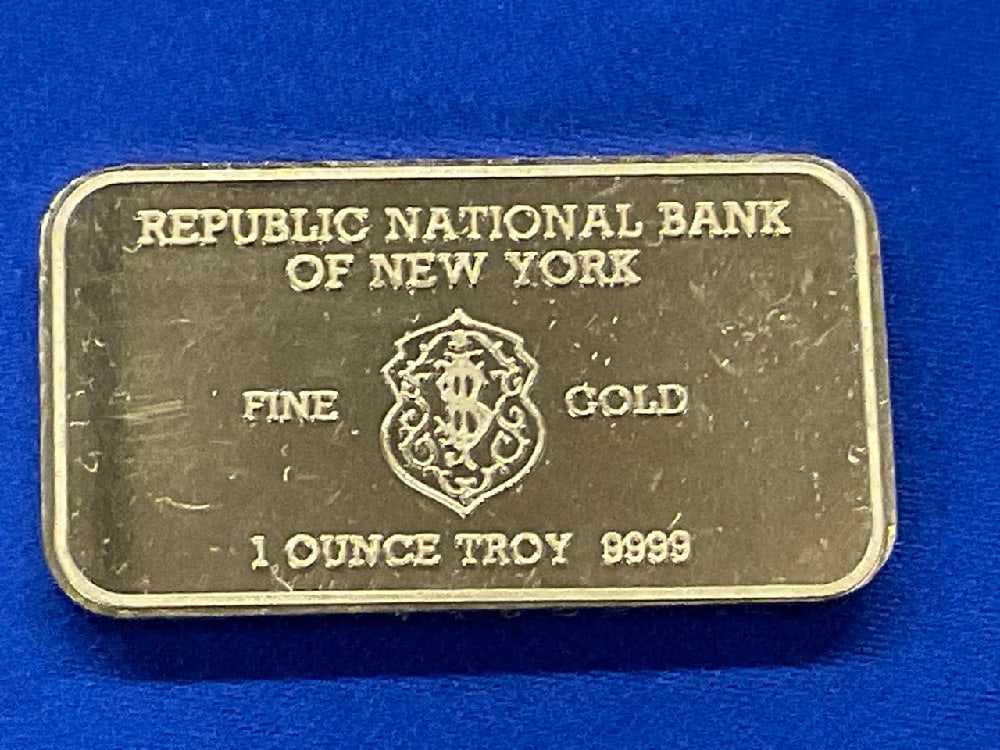 REPUBLIC NATIONAL BANK
OF NEW YORK
FINE $ GOLD
1 OUNCE TROY 9999